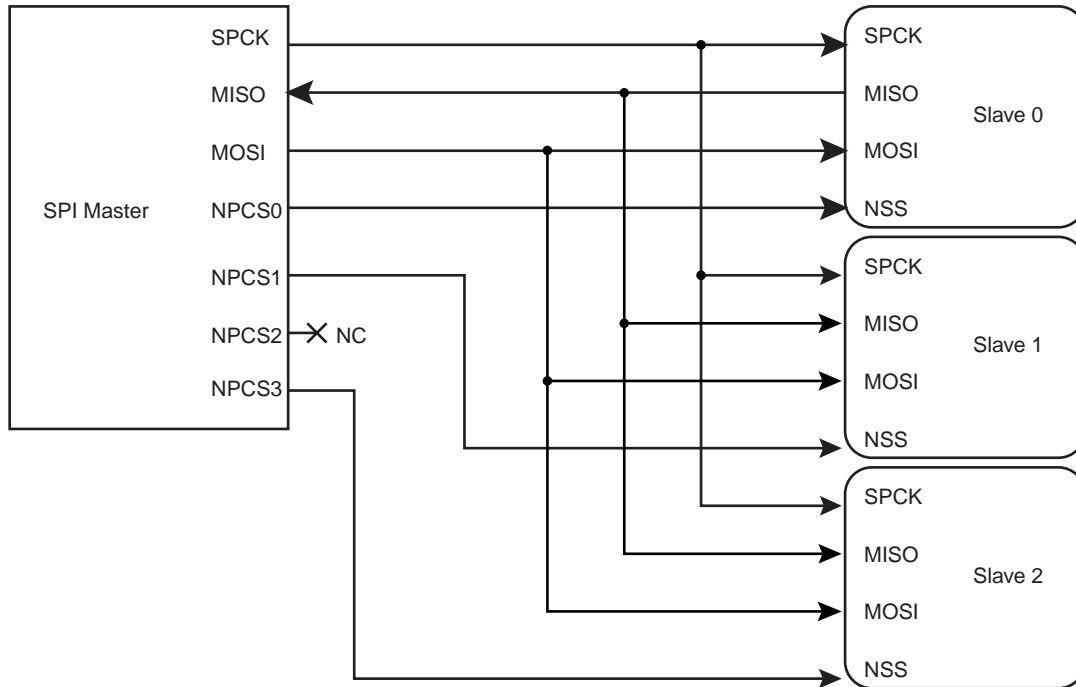 SPI Master
SPCK
MISO
MOSI
NPCS0
NPCS1
NPCS2
NC
NPCS3
SPCK
MISO
Slave 0
MOSI
NSS
SPCK
MISO
Slave 1
MOSI
NSS
SPCK
MISO
Slave 2
MOSI
NSS